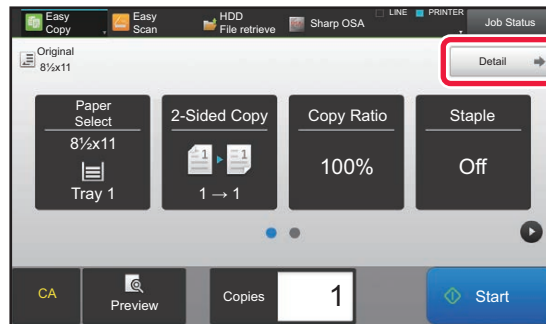 Easy
Copy
Easy
Scan
HDD
File retrieve
Sharp OSA
LINE
PRINTER
Job Status
Original
8½x11
Detail
Paper
Select
8½x11
Tray 1
2-Sided Copy
1
1
1 → 1
Copy Ratio
100%
Staple
Off
CA
Preview
Copies
1
Start